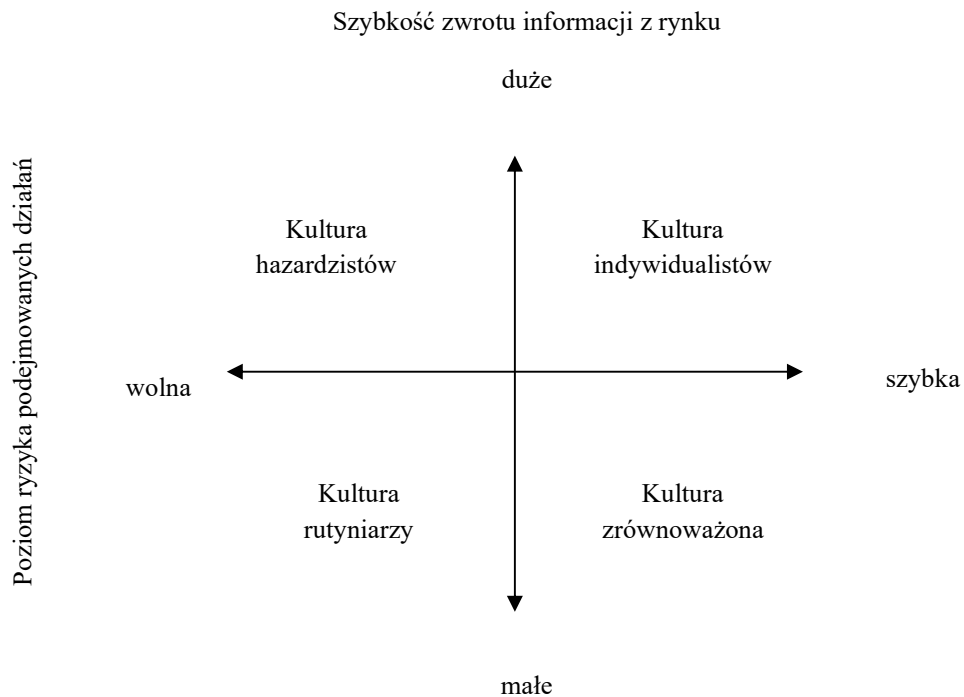 Szybkość zwrotu informacji z rynku
duże
Poziom ryzyka podejmowanych działań
Kultura
hazardzistów
Kultura
indywidualistów
wolna
szybka
Kultura
rutyniarzy
Kultura
zrównoważona
małe